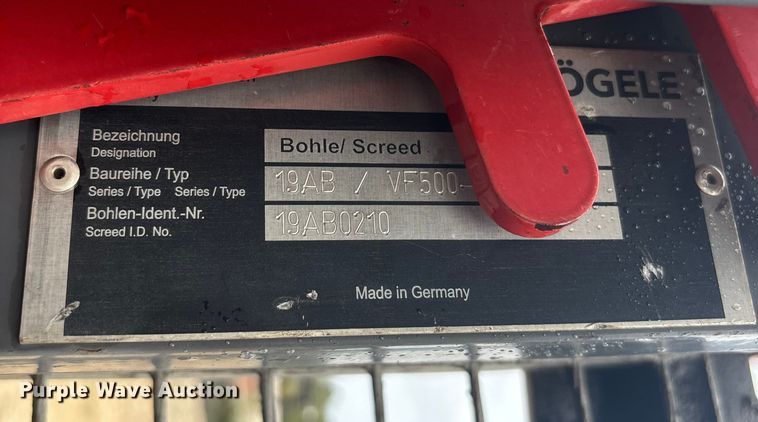 ÖGELE
Bezeichnung
Designation
Bohle/ Screed
Baureihe / Typ
Series / Type Series / Type
19AB / VF500-
Bohlen-Ident.-Nr.
Screed I.D. No.
19AB0210
Made in Germany
Purple Wave Auction